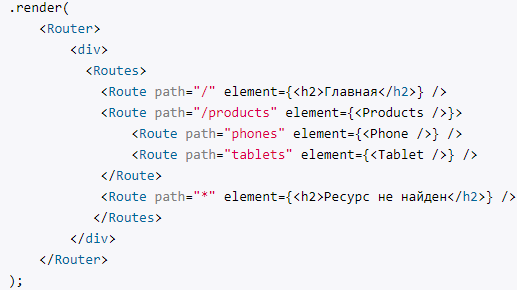 .render(
<Router>
<div>
<Routes>
<Route path="/" element={<h2>Главная</h2>} />
<Route path="/products" element={<Products />}>
<Route path="phones" element={<Phone />} />
<Route path="tablets" element={<Tablet />} />
</Route>
<Route path="*" element={<h2>Ресурс не найден</h2>} />
</Routes>
</div>
</Router>
);